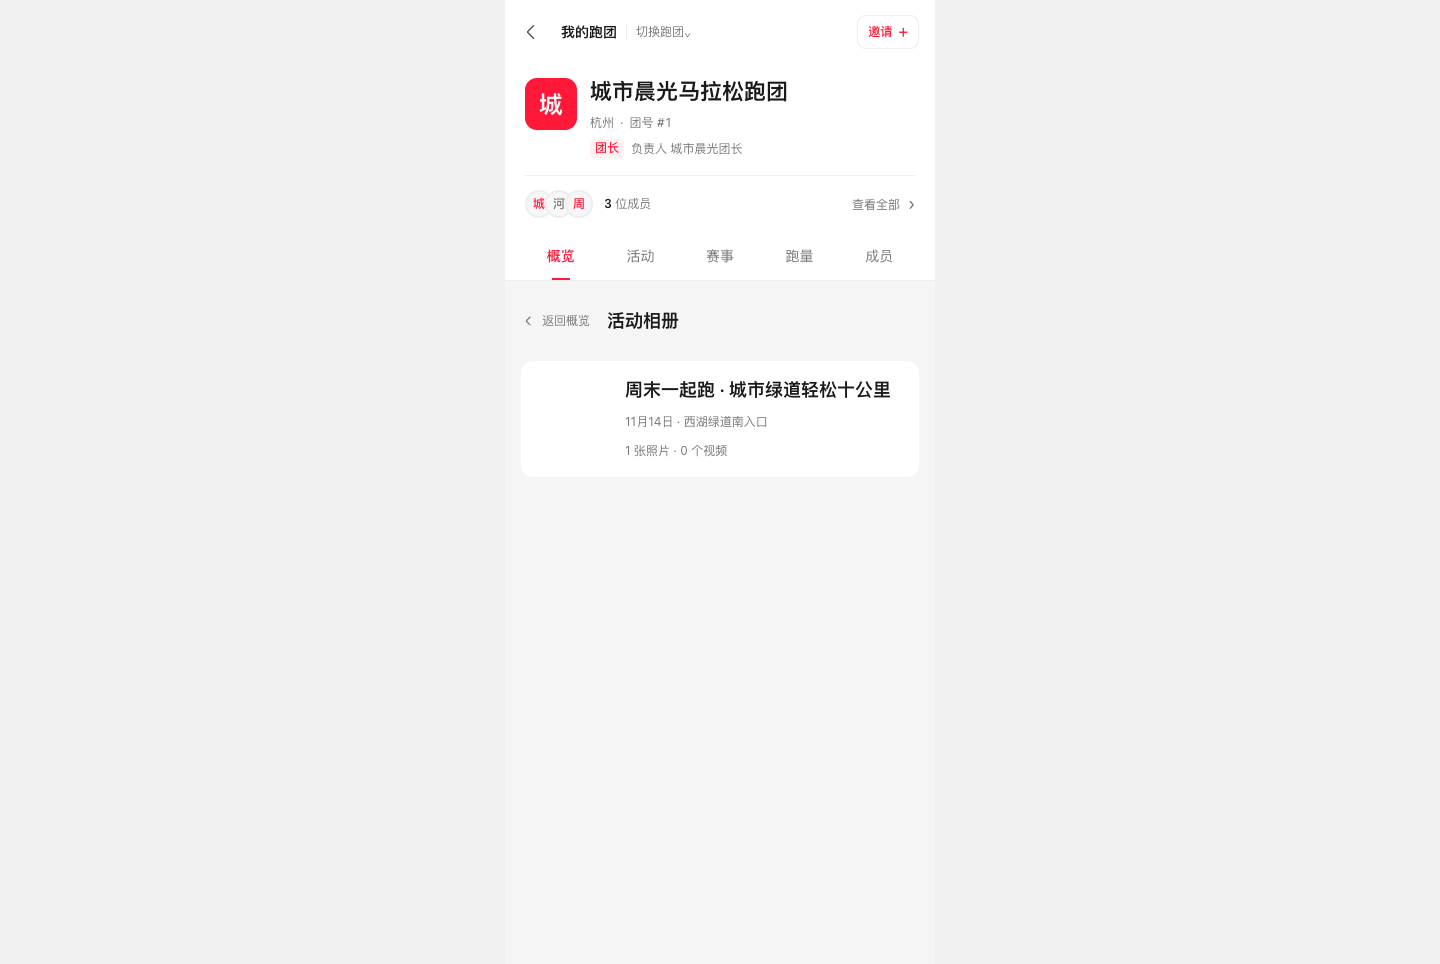 我的跑团 切换跑团
邀请 +
城
城市晨光马拉松跑团
杭州 · 团号 #1
团长 负责人 城市晨光团长
城 河 周 3 位成员 查看全部
概览 活动 赛事 跑量 成员
返回概览 活动相册
周末一起跑 · 城市绿道轻松十公里
11月14日 · 西湖绿道南入口
1 张照片 · 0 个视频